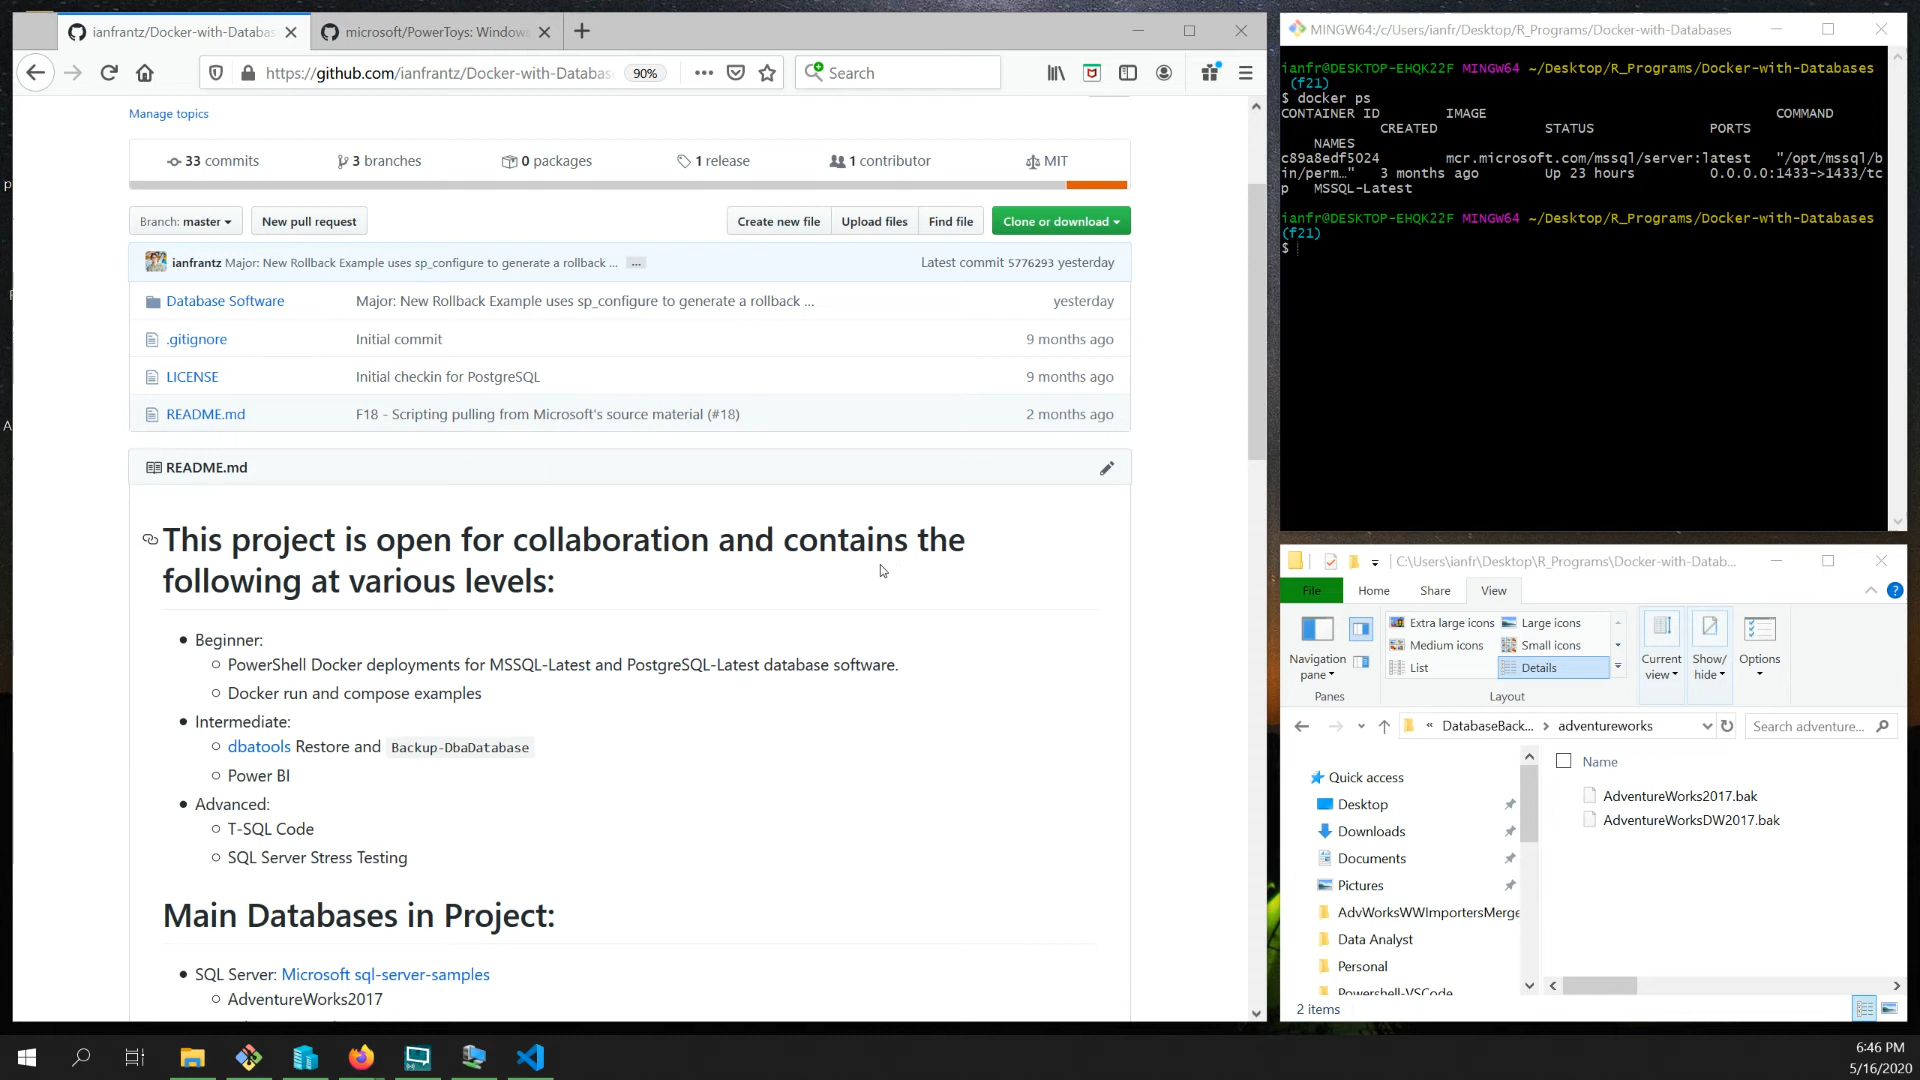 ianfrantz/Docker-with-Databas
microsoft/PowerToys: Windows
https://github.com/ianfrantz/Docker-with-Databas
90%
Search
Manage topics
33 commits
3 branches
0 packages
1 release
1 contributor
MIT
Branch: master
New pull request
Create new file
Upload files
Find file
Clone or download
ianfrantz Major: New Rollback Example uses sp_configure to generate a rollback ...
...
Latest commit 5776293 yesterday
Database Software
Major: New Rollback Example uses sp_configure to generate a rollback ...
yesterday
.gitignore
Initial commit
9 months ago
LICENSE
Initial checkin for PostgreSQL
9 months ago
README.md
F18 - Scripting pulling from Microsoft's source material (#18)
2 months ago
README.md
This project is open for collaboration and contains the
following at various levels:
Beginner:
PowerShell Docker deployments for MSSQL-Latest and PostgreSQL-Latest database software.
Docker run and compose examples
Intermediate:
dbatools Restore and Backup-DbaDatabase
Power BI
Advanced:
T-SQL Code
SQL Server Stress Testing
Main Databases in Project:
SQL Server: Microsoft sql-server-samples
AdventureWorks2017
MINGW64:/c/Users/ianfr/Desktop/R_Programs/Docker-with-Databases
ianfr@DESKTOP-EHQK22F MINGW64 ~/Desktop/R_Programs/Docker-with-Databases
(f21)
$ docker ps
CONTAINER ID IMAGE COMMAND
CREATED STATUS PORTS
NAMES
c89a8edf5024 mcr.microsoft.com/mssql/server:latest "/opt/mssql/b
in/perm…" 3 months ago Up 23 hours 0.0.0.0:1433->1433/tc
p MSSQL-Latest
ianfr@DESKTOP-EHQK22F MINGW64 ~/Desktop/R_Programs/Docker-with-Databases
(f21)
$
C:\Users\ianfr\Desktop\R_Programs\Docker-with-Datab...
File
Home
Share
View
?
Navigation
pane
Panes
Extra large icons
Large icons
Medium icons
Small icons
List
Details
Layout
Current
view
Show/
hide
Options
« DatabaseBack... > adventureworks
Search adventure...
Quick access
Desktop
Downloads
Documents
Pictures
AdvWorksWWImportersMerge
Data Analyst
Personal
Powershell-VSCode
Name
AdventureWorks2017.bak
AdventureWorksDW2017.bak
2 items
6:46 PM
5/16/2020